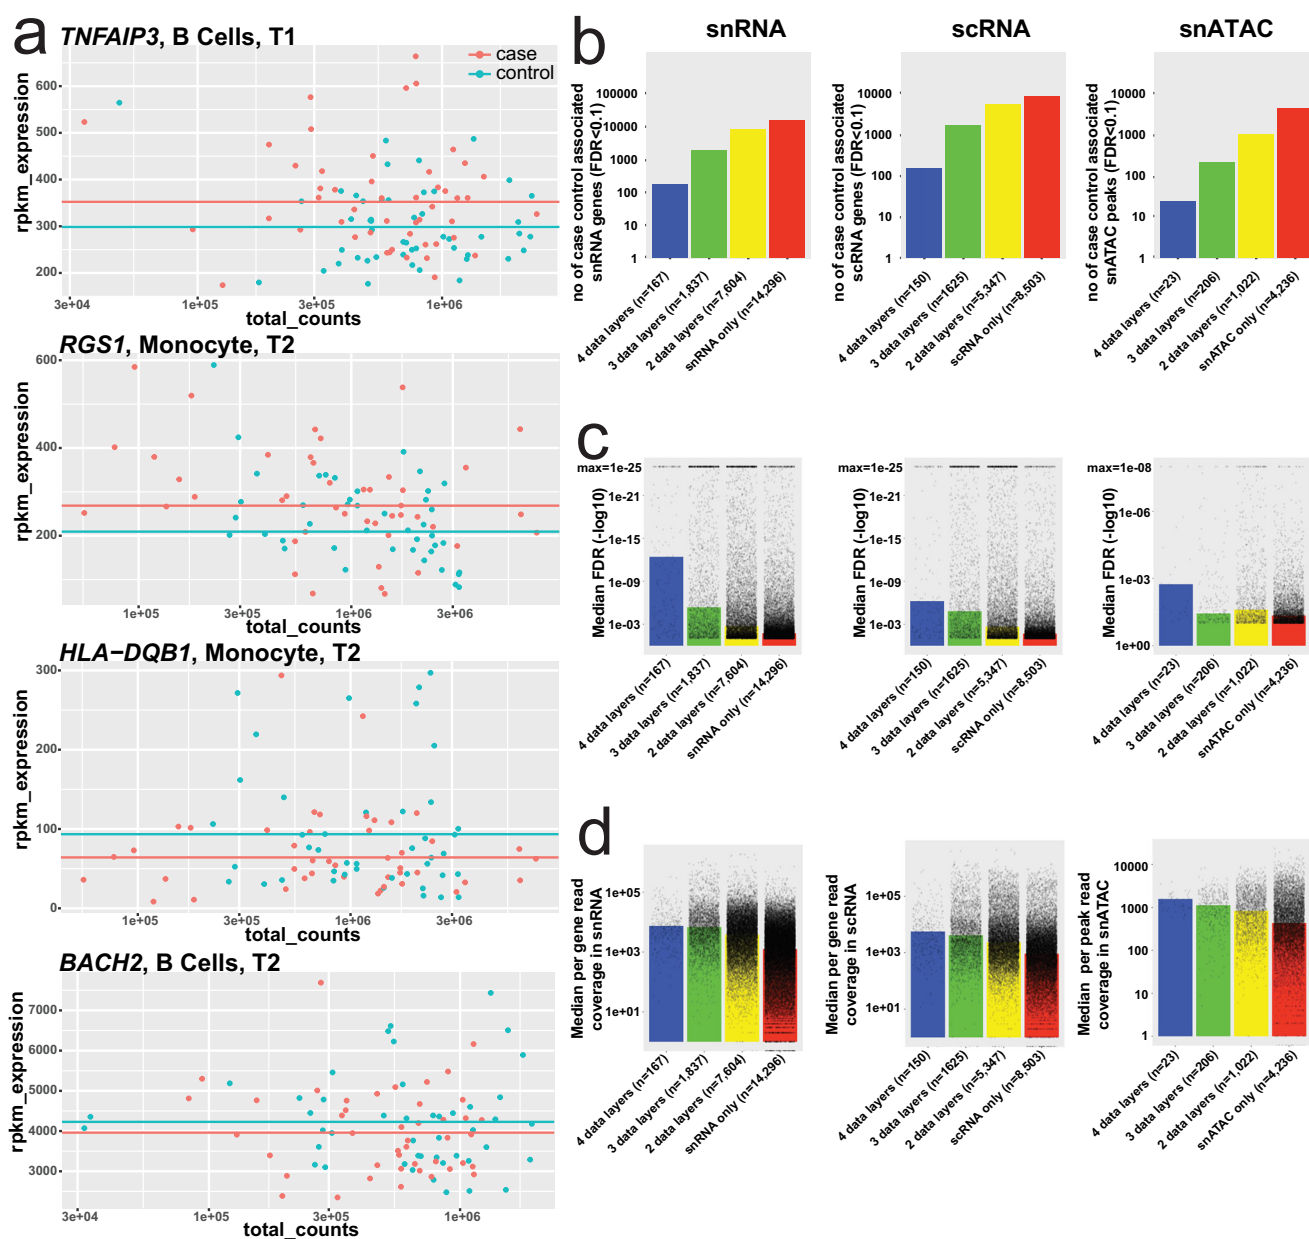 a
TNFAIP3, B Cells, T1
case
control
rpkm_expression
600
500
400
300
200
3e+04
1e+05
3e+05
1e+06
total_counts
RGS1, Monocyte, T2
rpkm_expression
600
400
200
1e+05
3e+05
1e+06
3e+06
total_counts
HLA−DQB1, Monocyte, T2
rpkm_expression
300
200
100
0
1e+05
3e+05
1e+06
3e+06
total_counts
BACH2, B Cells, T2
rpkm_expression
7000
6000
5000
4000
3000
3e+04
1e+05
3e+05
1e+06
total_counts
b
snRNA
no of case control associated
snRNA genes (FDR<0.1)
100000
10000
1000
100
10
1
4 data layers (n=167)
3 data layers (n=1,837)
2 data layers (n=7,604)
snRNA only (n=14,296)
scRNA
no of case control associated
scRNA genes (FDR<0.1)
10000
1000
100
10
1
4 data layers (n=150)
3 data layers (n=1625)
2 data layers (n=5,347)
scRNA only (n=8,503)
snATAC
no of case control associated
snATAC peaks (FDR<0.1)
10000
1000
100
10
1
4 data layers (n=23)
3 data layers (n=206)
2 data layers (n=1,022)
snATAC only (n=4,236)
c
Median FDR (-log10)
max=1e-25
1e-21
1e-15
1e-09
1e-03
4 data layers (n=167)
3 data layers (n=1,837)
2 data layers (n=7,604)
snRNA only (n=14,296)
Median FDR (-log10)
max=1e-25
1e-21
1e-15
1e-09
1e-03
4 data layers (n=150)
3 data layers (n=1625)
2 data layers (n=5,347)
scRNA only (n=8,503)
Median FDR (-log10)
max=1e-08
1e-06
1e-03
1e+00
4 data layers (n=23)
3 data layers (n=206)
2 data layers (n=1,022)
snATAC only (n=4,236)
d
Median per gene read
coverage in snRNA
1e+05
1e+03
1e+01
4 data layers (n=167)
3 data layers (n=1,837)
2 data layers (n=7,604)
snRNA only (n=14,296)
Median per gene read
coverage in scRNA
1e+05
1e+03
1e+01
4 data layers (n=150)
3 data layers (n=1625)
2 data layers (n=5,347)
scRNA only (n=8,503)
Median per peak read
coverage in snATAC
10000
1000
100
10
1
4 data layers (n=23)
3 data layers (n=206)
2 data layers (n=1,022)
snATAC only (n=4,236)